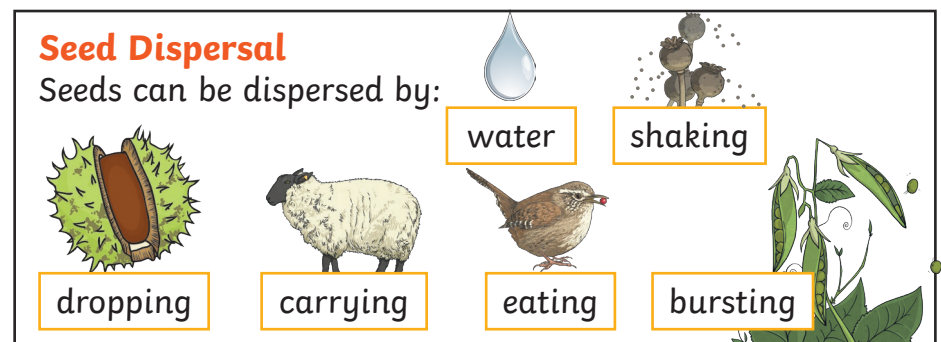 Seed Dispersal
Seeds can be dispersed by:
water
shaking
dropping
carrying
eating
bursting